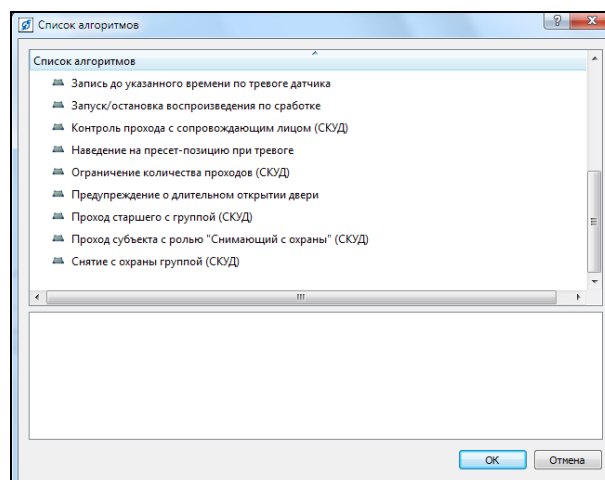 Список алгоритмов
Список алгоритмов
Запись до указанного времени по тревоге датчика
Запуск/остановка воспроизведения по сработке
Контроль прохода с сопровождающим лицом (СКУД)
Наведение на пресет-позицию при тревоге
Ограничение количества проходов (СКУД)
Предупреждение о длительном открытии двери
Проход старшего с группой (СКУД)
Проход субъекта с ролью "Снимающий с охраны" (СКУД)
Снятие с охраны группой (СКУД)
ОК Отмена